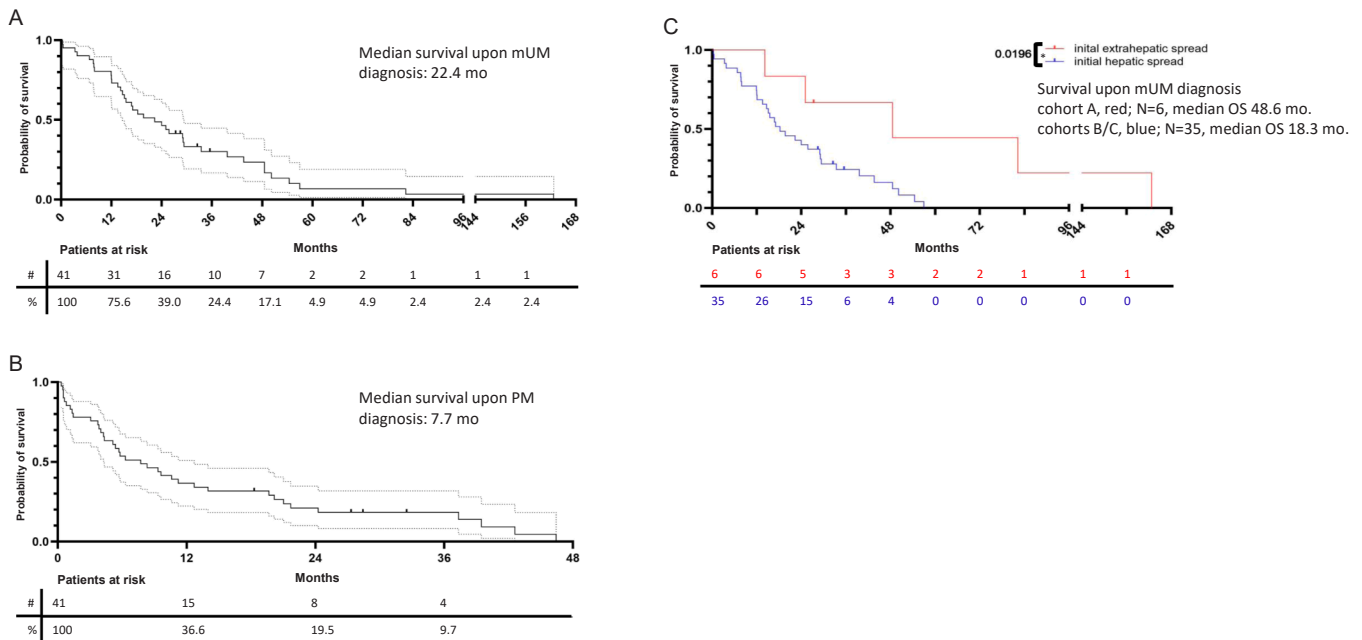 A
Median survival upon mUM
diagnosis: 22.4 mo
Probability of survival
1.0
0.5
0.0
0 12 24 36 48 60 72 84 96 144 156 168
Patients at risk Months
# 41 31 16 10 7 2 2 1 1 1
% 100 75.6 39.0 24.4 17.1 4.9 4.9 2.4 2.4 2.4
B
Median survival upon PM
diagnosis: 7.7 mo
Probability of survival
1.0
0.5
0.0
0 12 24 36 48
Patients at risk Months
# 41 15 8 4
% 100 36.6 19.5 9.7
C
0.0196 * inital extrahepatic spread
initial hepatic spread
Survival upon mUM diagnosis
cohort A, red; N=6, median OS 48.6 mo.
cohorts B/C, blue; N=35, median OS 18.3 mo.
Probability of survival
1.0
0.5
0.0
0 24 48 72 96 144 168
Patients at risk Months
6 6 5 3 3 2 2 1 1 1
35 26 15 6 4 0 0 0 0 0